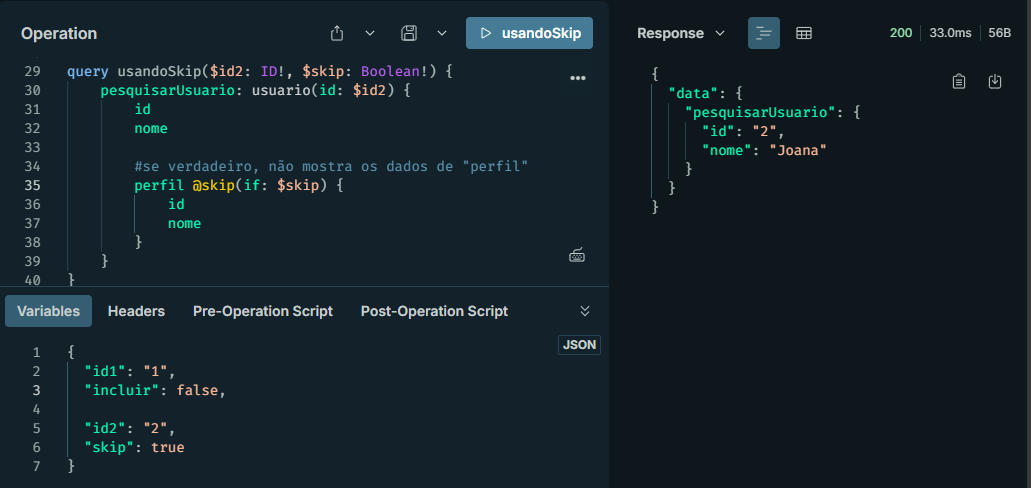 Operation
usandoSkip
29 query usandoSkip($id2: ID!, $skip: Boolean!) {
30 pesquisarUsuario: usuario(id: $id2) {
31 id
32 nome
33
34 #se verdadeiro, não mostra os dados de "perfil"
35 perfil @skip(if: $skip) {
36 id
37 nome
38 }
39 }
40 }
Variables Headers Pre-Operation Script Post-Operation Script
JSON
1 {
2 "id1": "1",
3 "incluir": false,
4
5 "id2": "2",
6 "skip": true
7 }
Response 200 33.0ms 56B
{
"data": {
"pesquisarUsuario": {
"id": "2",
"nome": "Joana"
}
}
}